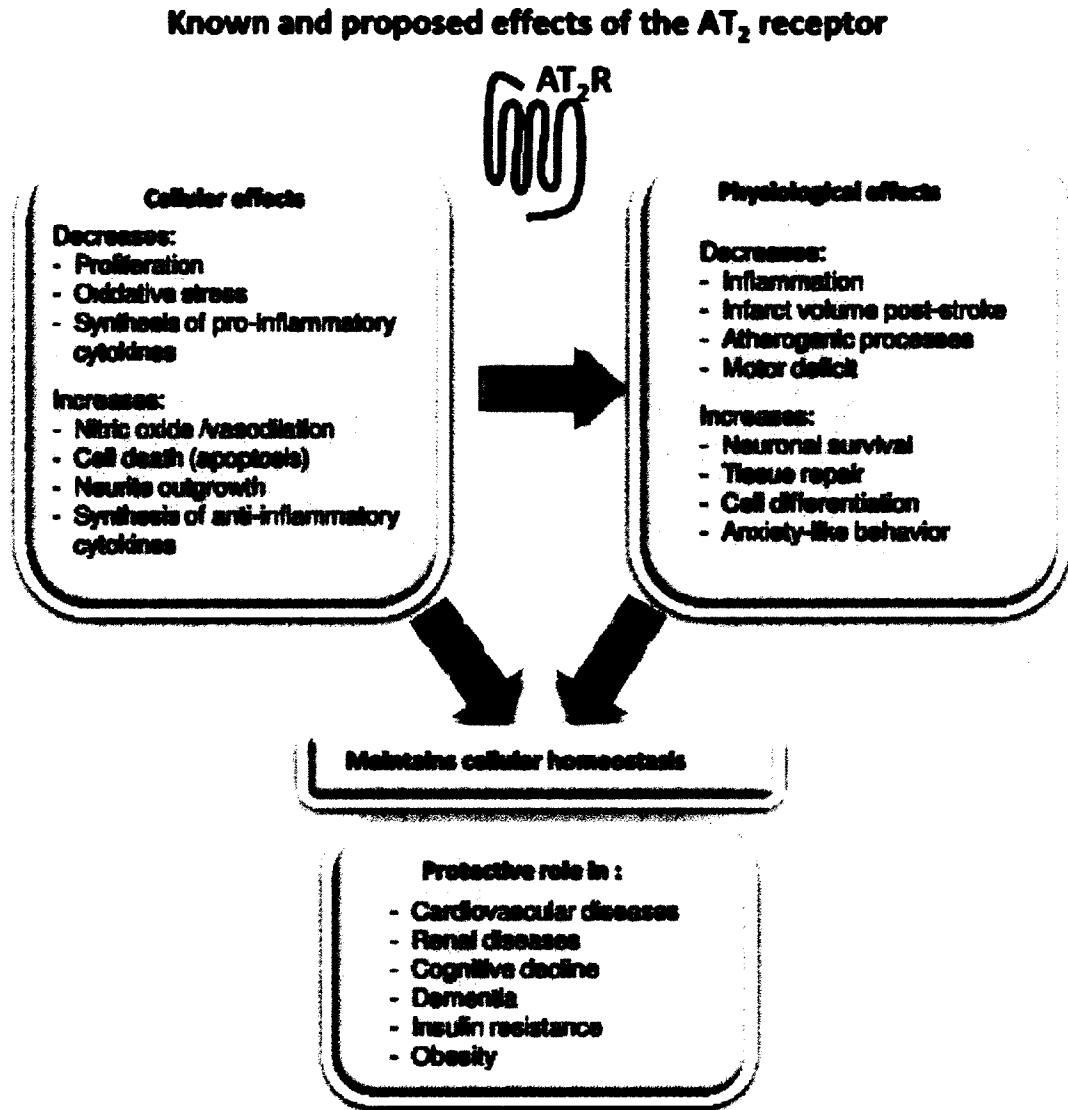 Known and proposed effects of the AT₂ receptor
AT₂R
Cellular effects
Decreases:
- Proliferation
- Oxidative stress
- Synthesis of pro-inflammatory
cytokines
Increases:
- Nitric oxide /vasodilation
- Cell death (apoptosis)
- Neurite outgrowth
- Synthesis of anti-inflammatory
cytokines
Physiological effects
Decreases:
- Inflammation
- Infarct volume post-stroke
- Atherogenic processes
- Motor deficit
Increases:
- Neuronal survival
- Tissue repair
- Cell differentiation
- Anxiety-like behavior
Maintains cellular homeostasis
Protective role in :
- Cardiovascular diseases
- Renal diseases
- Cognitive decline
- Dementia
- Insulin resistance
- Obesity